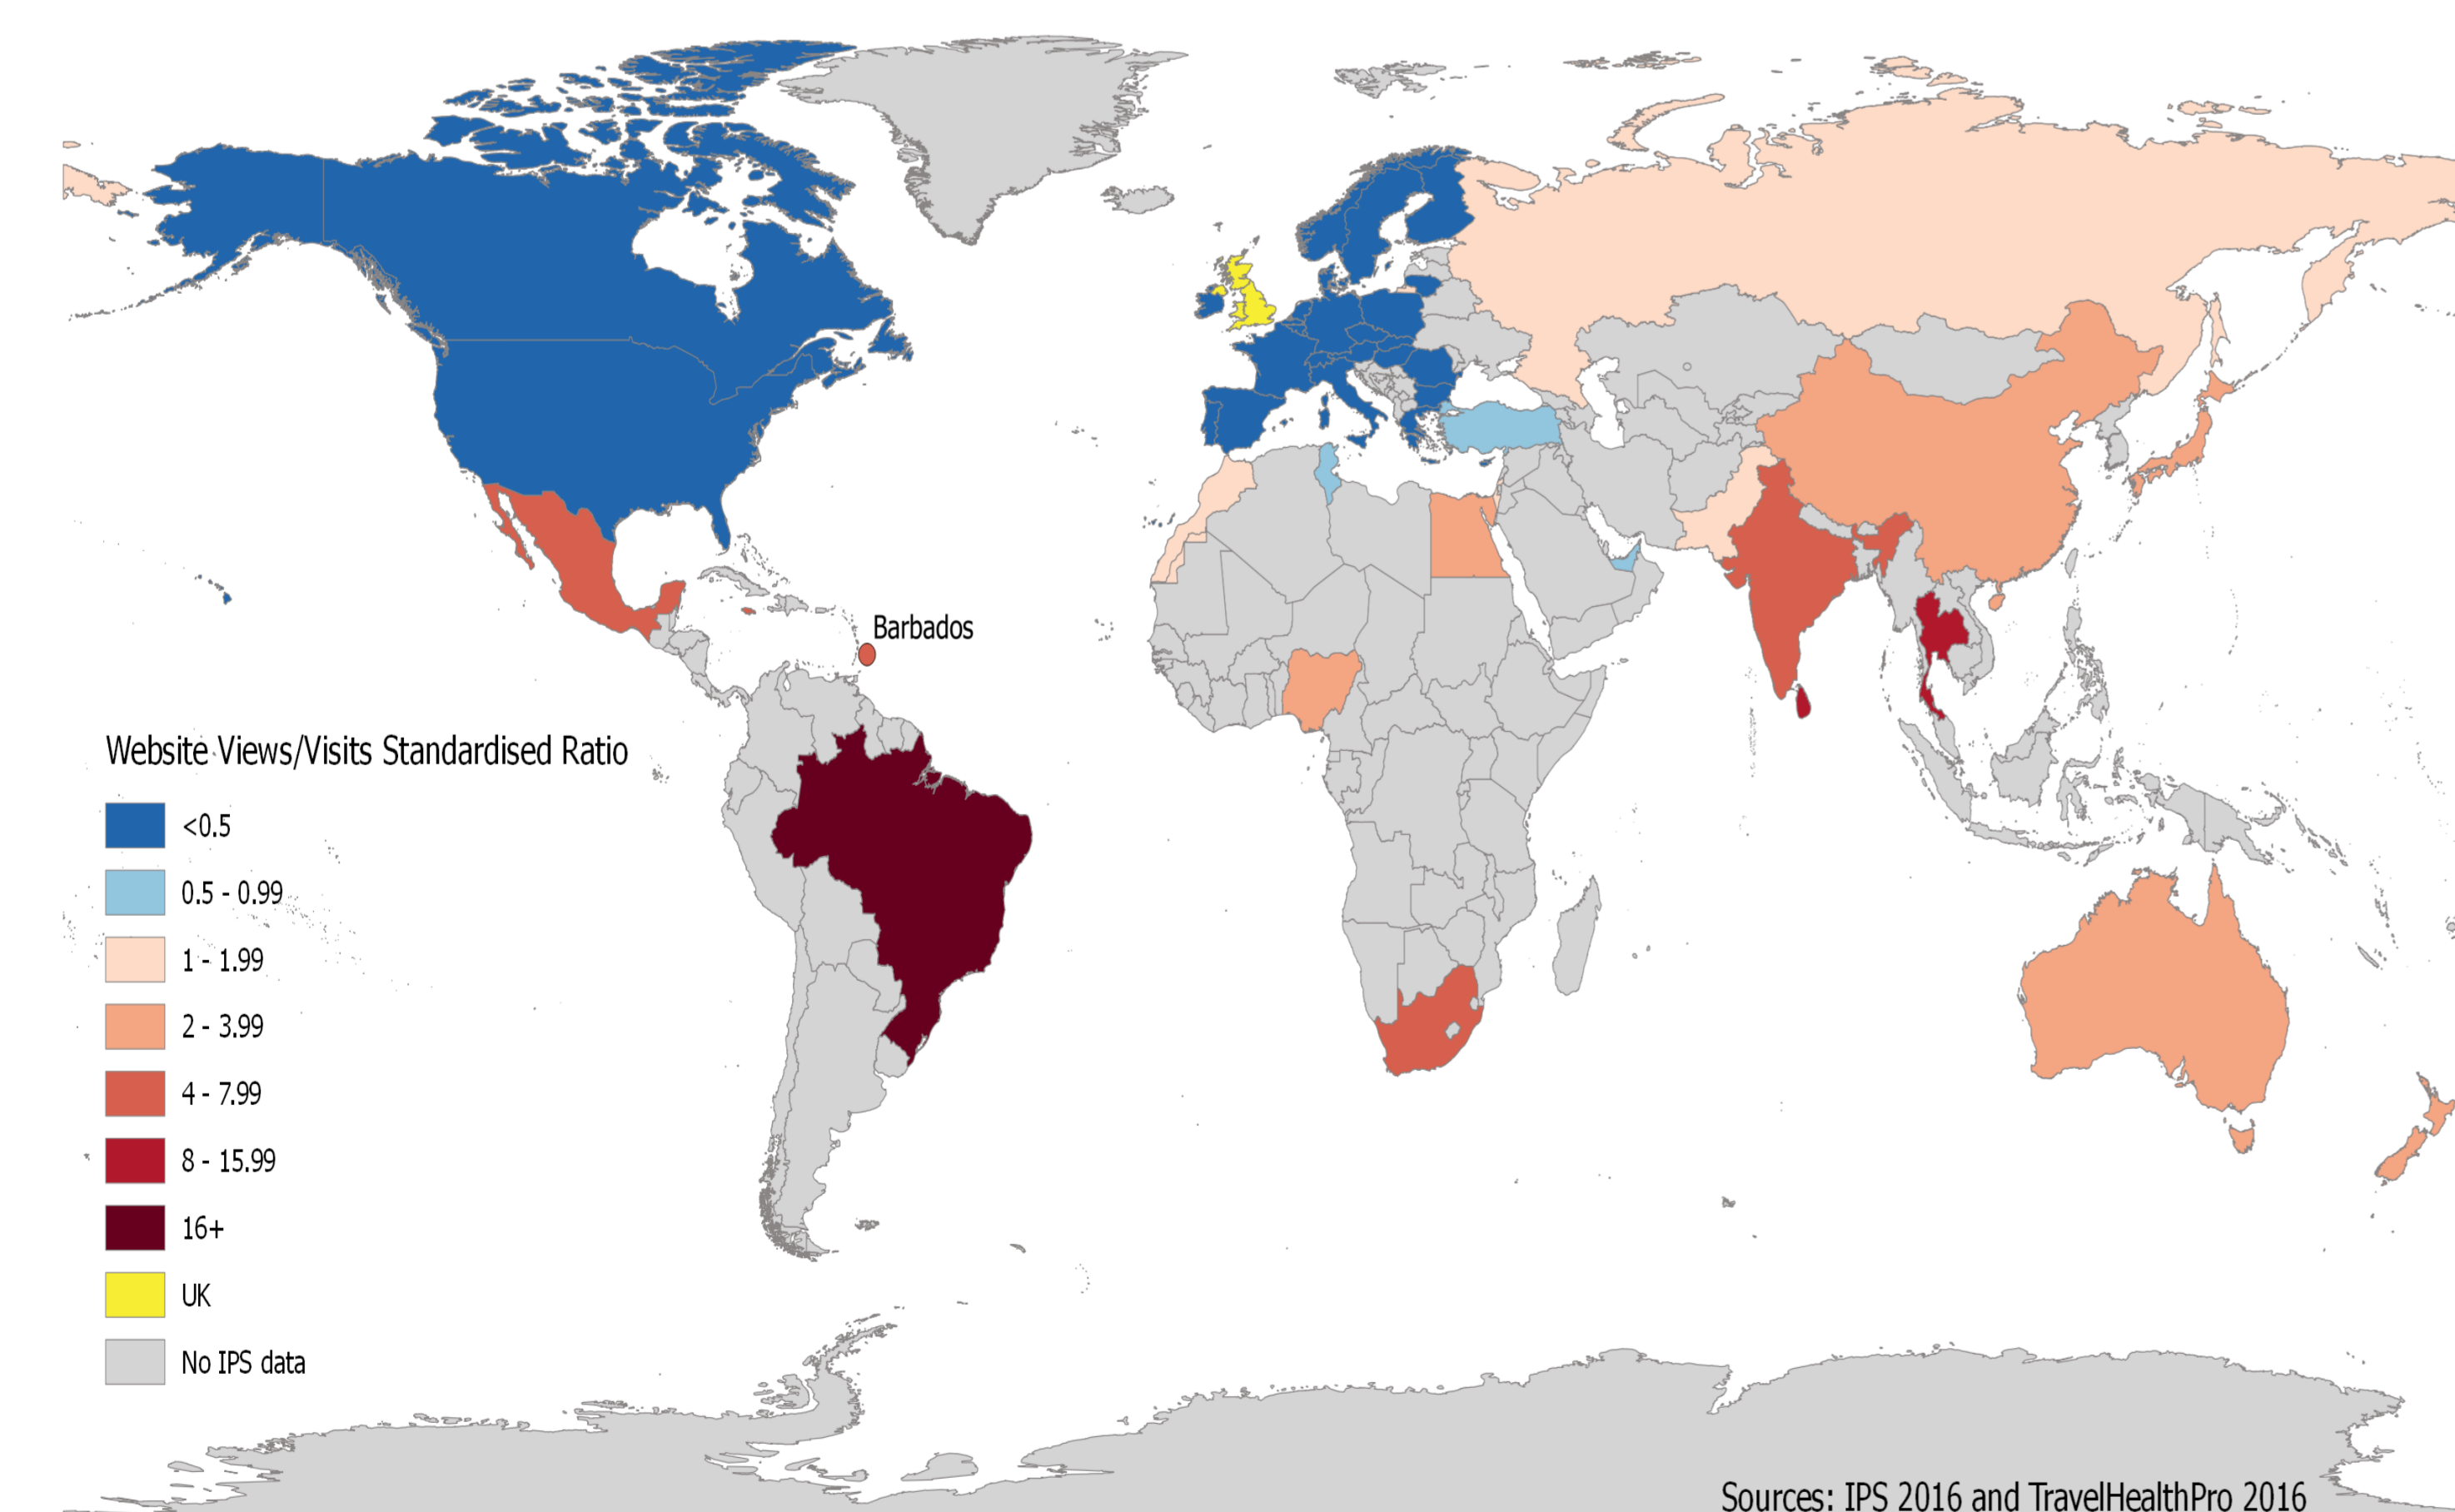 Barbados
Website Views/Visits Standardised Ratio
<0.5
0.5 - 0.99
1 - 1.99
2 - 3.99
4 - 7.99
8 - 15.99
16+
UK
No IPS data
Sources: IPS 2016 and TravelHealthPro 2016